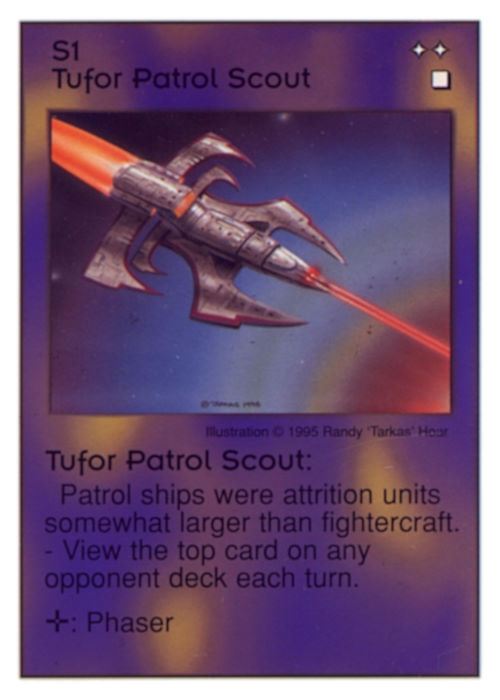 S1
Tufor Patrol Scout
Illustration © 1995 Randy 'Tarkas' Hoar
Tufor Patrol Scout:
Patrol ships were attrition units
somewhat larger than fightercraft.
- View the top card on any
opponent deck each turn.
✛: Phaser